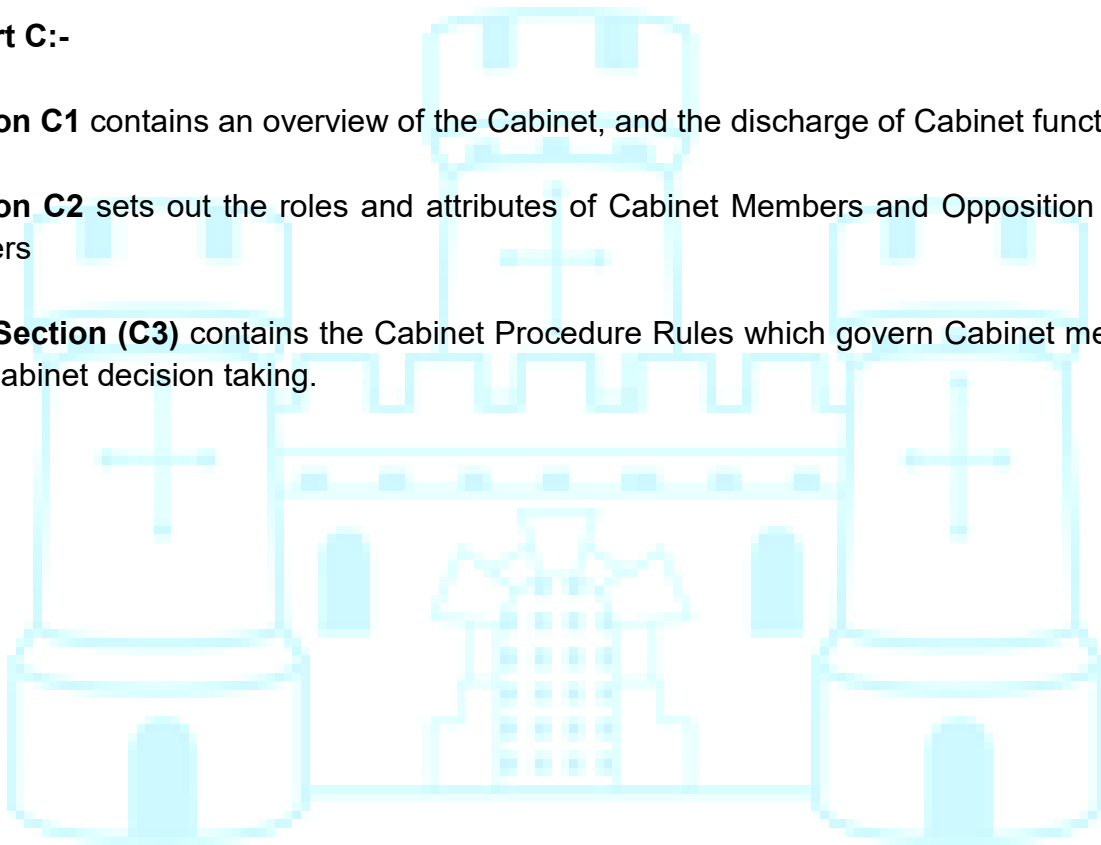 rt C:-
on C1 contains an overview of the Cabinet, and the discharge of Cabinet funct
on C2 sets out the roles and attributes of Cabinet Members and Opposition
ers
Section (C3) contains the Cabinet Procedure Rules which govern Cabinet me
abinet decision taking.